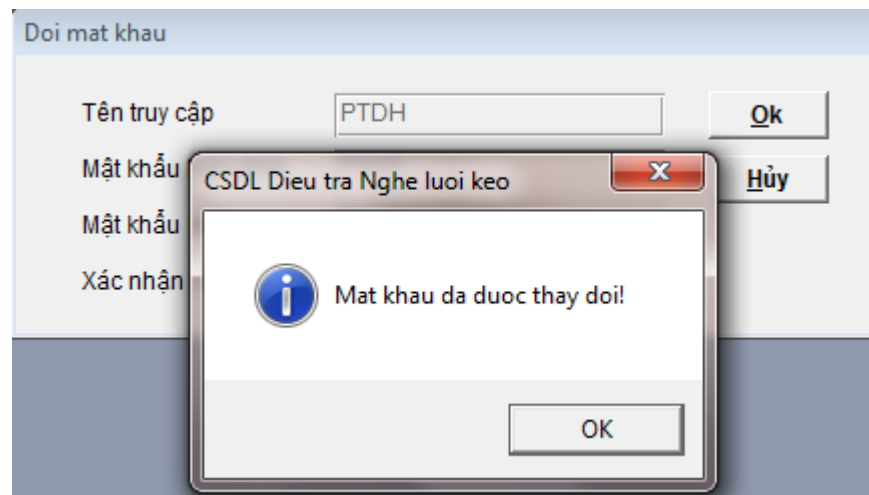 Doi mat khau
Tên truy cập PTDH Ok
Mật khẩu Hủy
CSDL Dieu tra Nghe luoi keo
Mật khẩu
Xác nhận
Mat khau da duoc thay doi!
OK